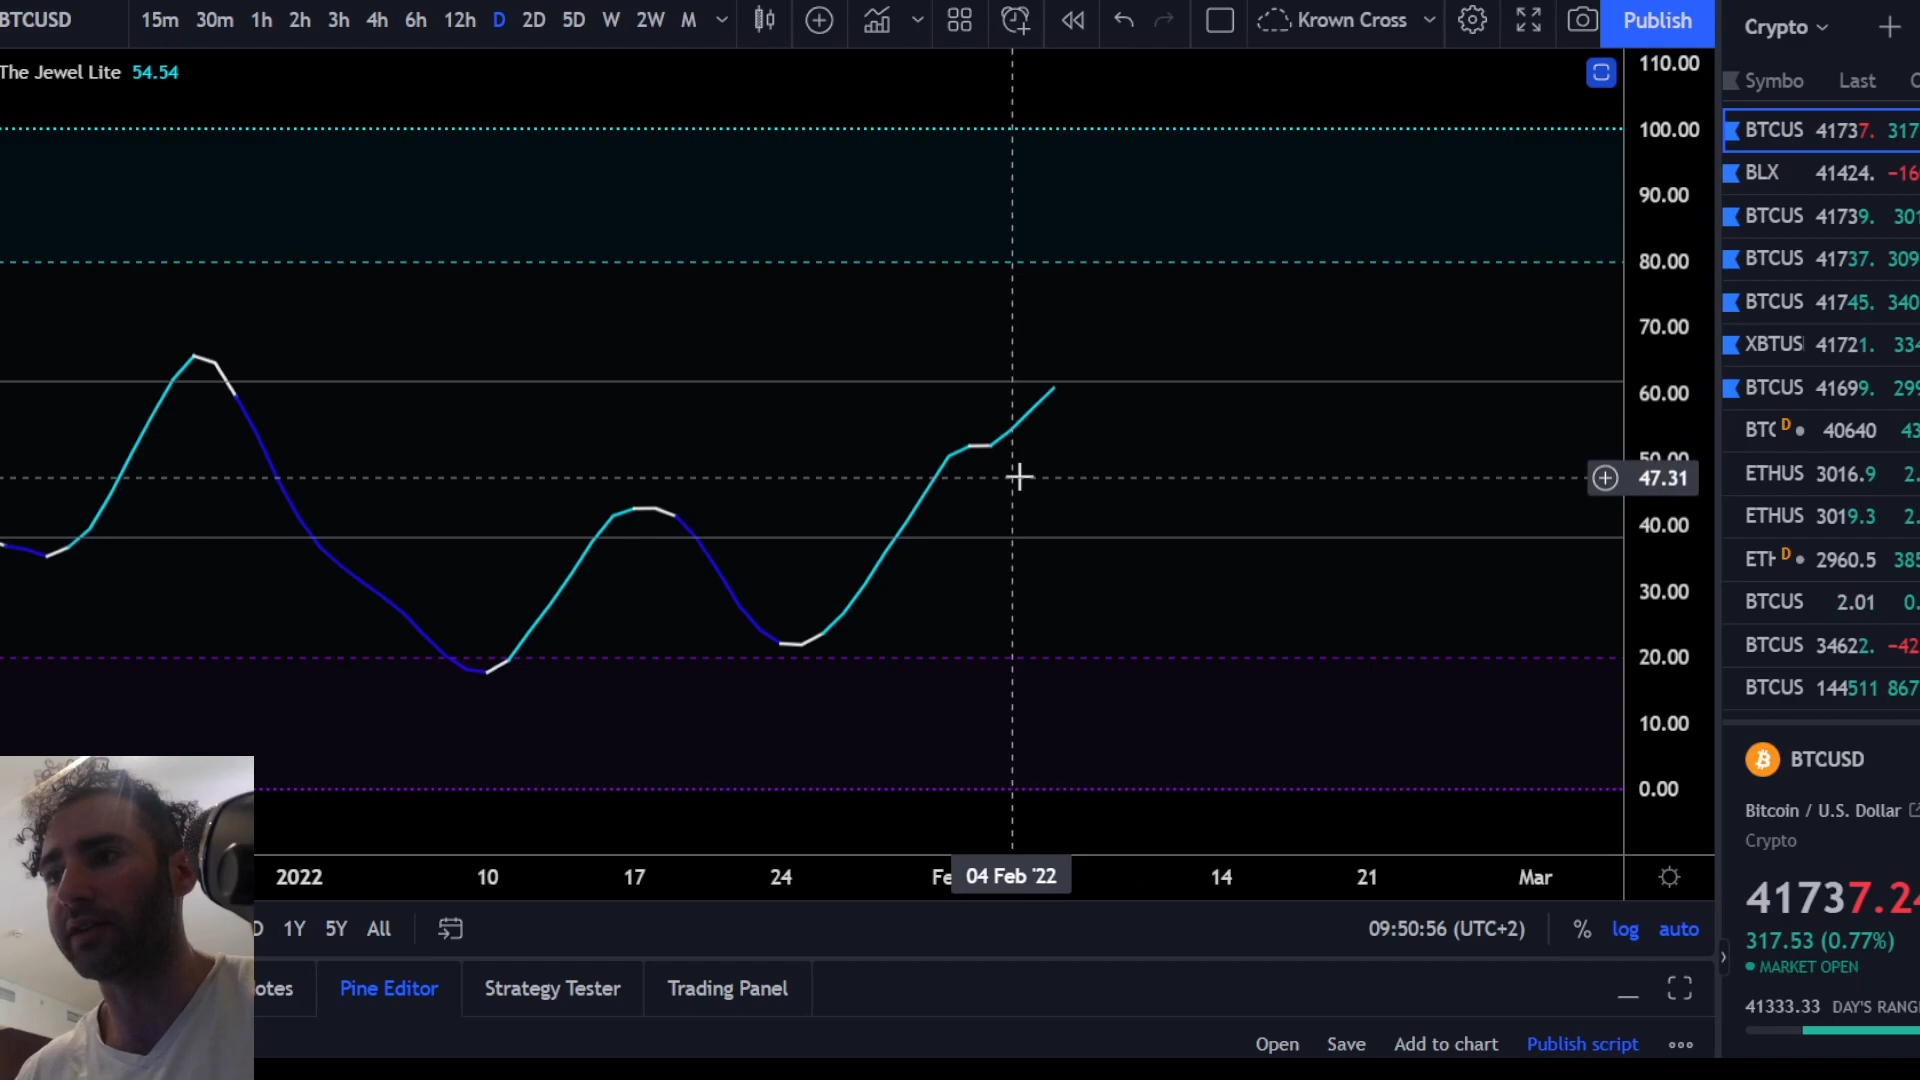 BTCUSD 15m 30m 1h 2h 3h 4h 6h 12h D 2D 5D W 2W M Krown Cross Publish
The Jewel Lite 54.54
110.00
100.00
90.00
80.00
70.00
60.00
50.00
47.31
40.00
30.00
20.00
10.00
0.00
2022 10 17 24 Fe 04 Feb '22 14 21 Mar
D 1Y 5Y All 09:50:56 (UTC+2) % log auto
otes Pine Editor Strategy Tester Trading Panel
Open Save Add to chart Publish script
Crypto
Symbo Last C
BTCUS 41737. 317
BLX 41424. −160
BTCUS 41739. 301
BTCUS 41737. 309
BTCUS 41745. 340
XBTUS 41721. 334
BTCUS 41699. 299
BTC D 40640 43
ETHUS 3016.9 2.
ETHUS 3019.3 2.
ETH D 2960.5 385
BTCUS 2.01 0.
BTCUS 34622. −42
BTCUS 144511 867
BTCUSD
Bitcoin / U.S. Dollar
Crypto
41737.24
317.53 (0.77%)
MARKET OPEN
41333.33 DAY'S RANGE